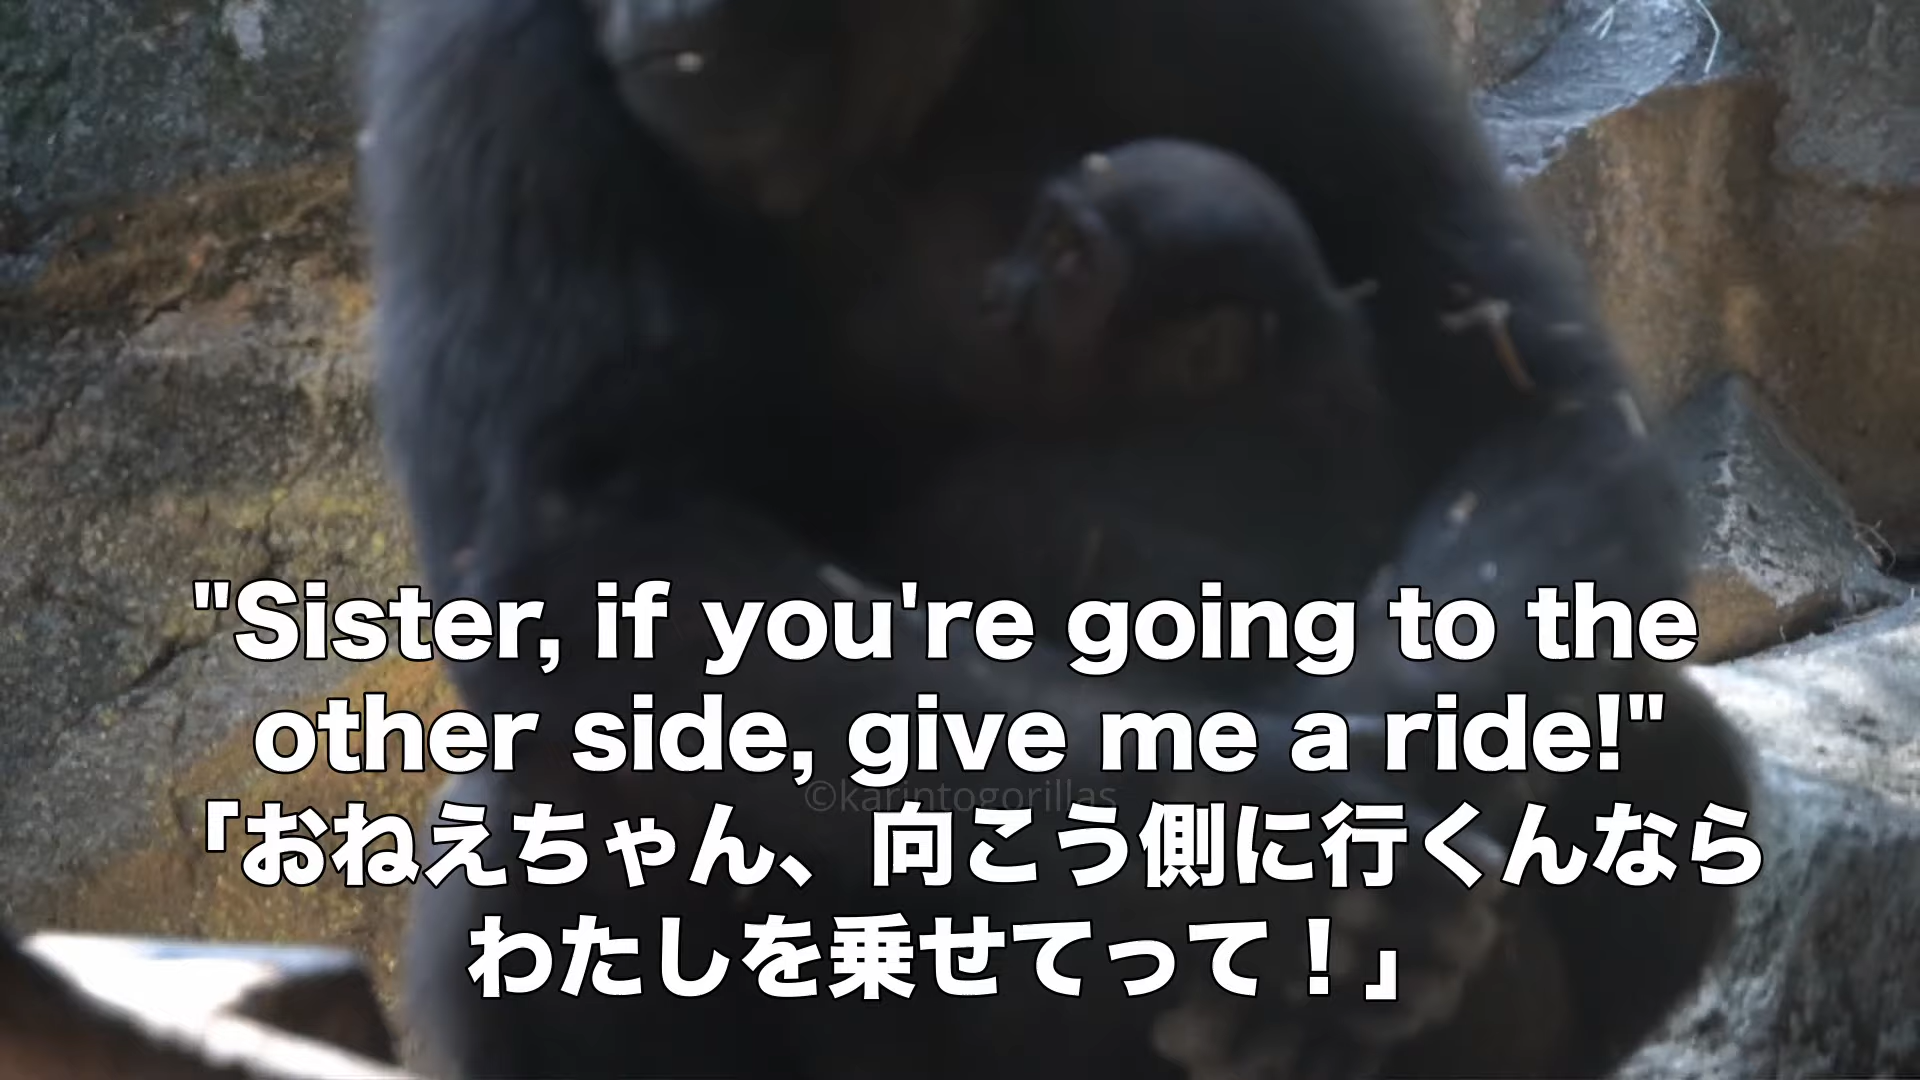 "Sister, if you're going to the
other side, give me a ride!"
©karintogorillas
「おねえちゃん、向こう側に行くんなら
わたしを乗せてって！」